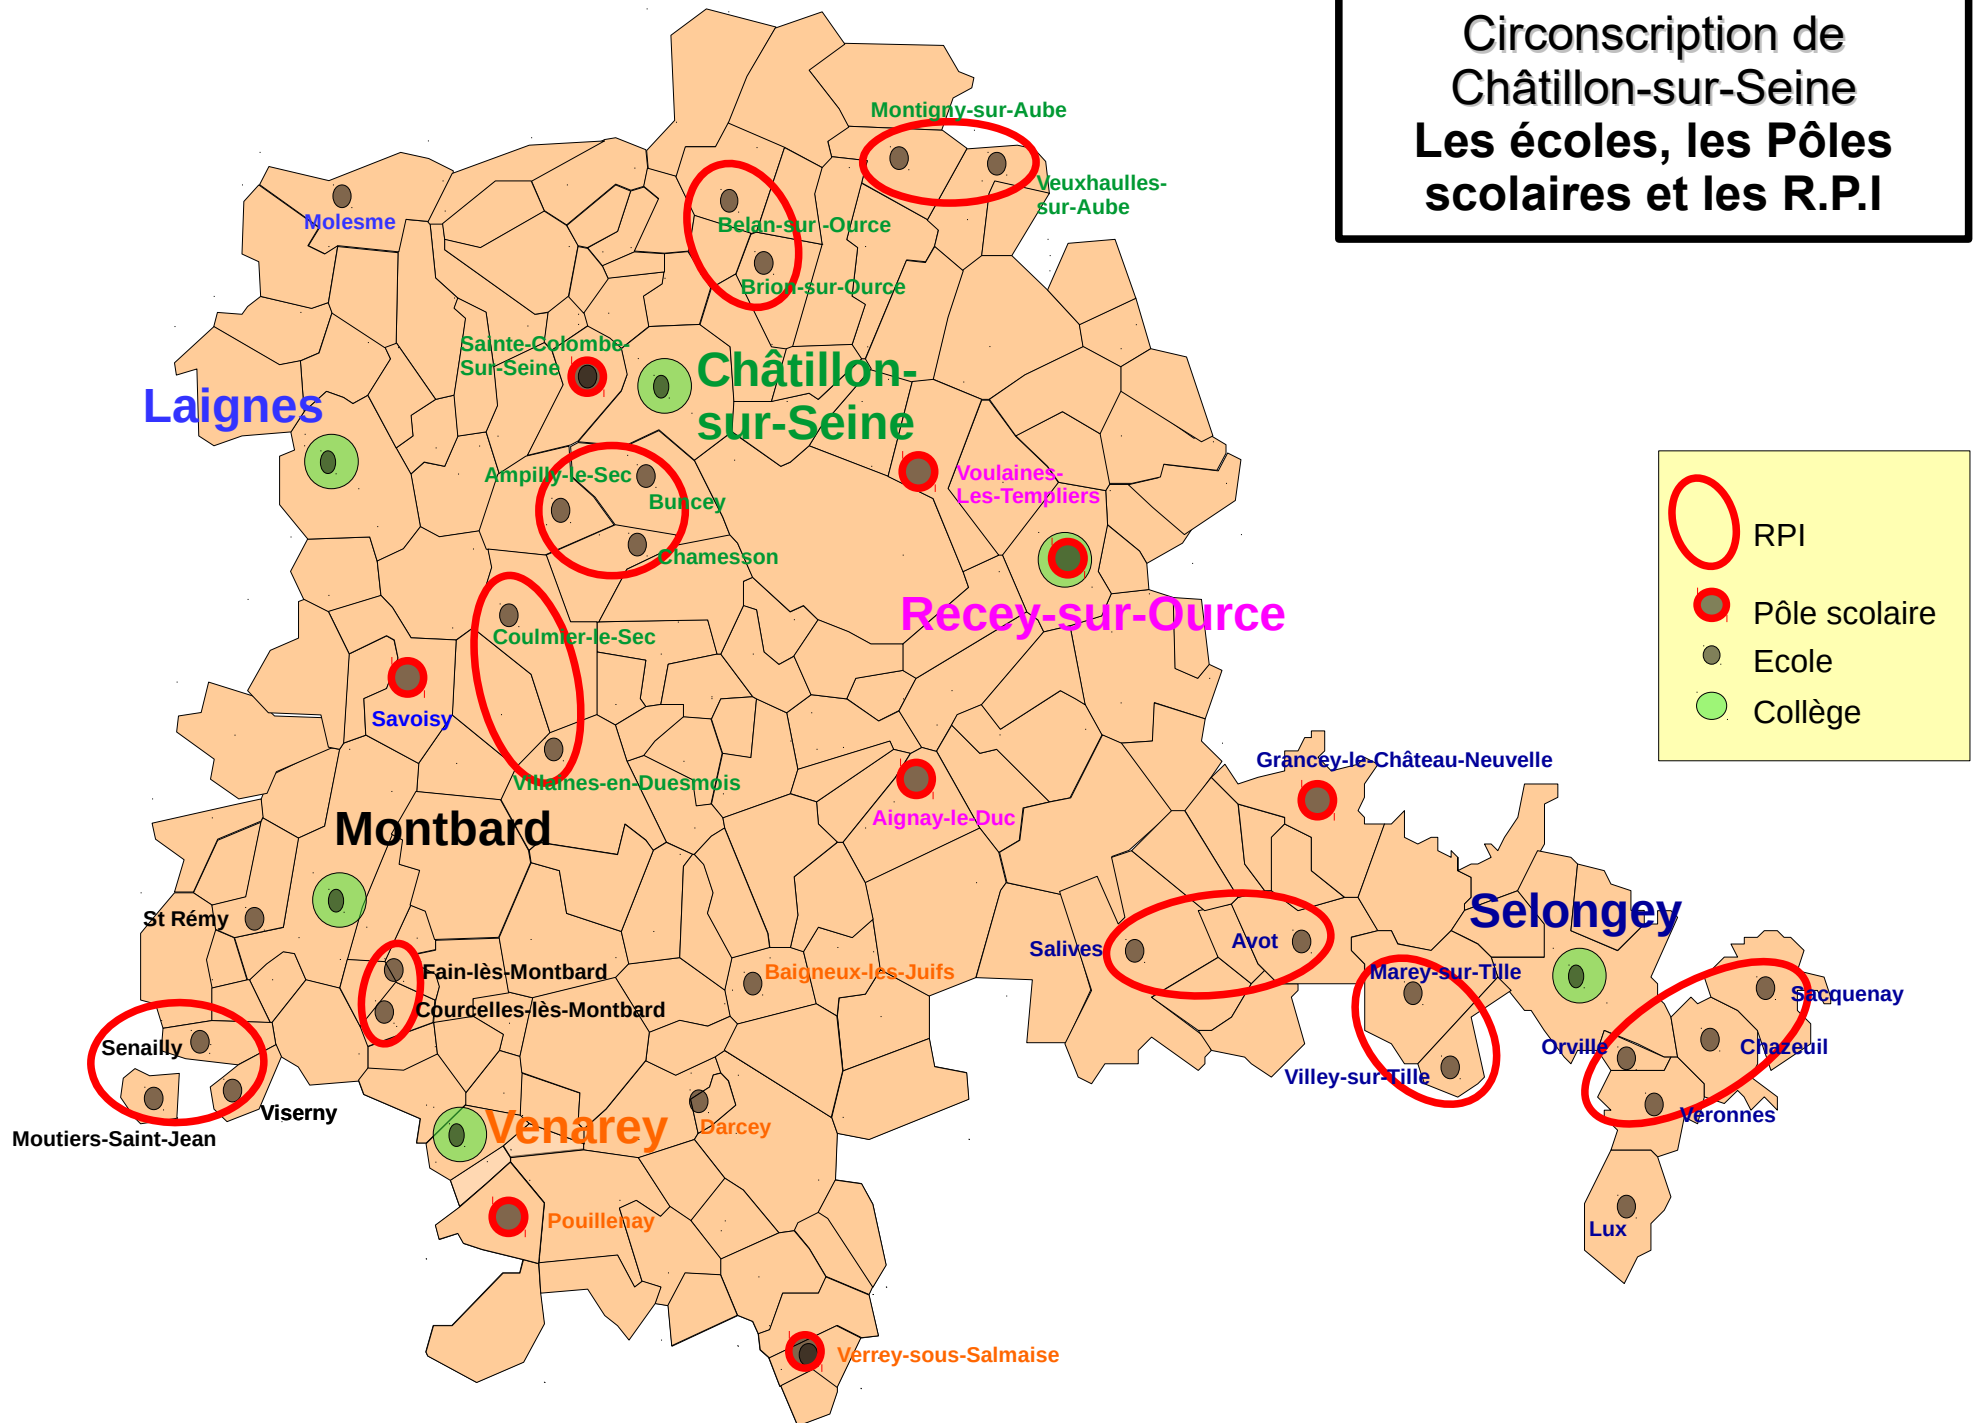 Circonscription de
Châtillon-sur-Seine
Les écoles, les Pôles
scolaires et les R.P.I
Montigny-sur-Aube
Veuxhaulles-
sur-Aube
Molesme
Belan-sur -Ource
Brion-sur-Ource
Sainte-Colombe-
Sur-Seine
Châtillon-
sur-Seine
Laignes
Ampilly-le-Sec
Buncey
Voulaines-
Les-Templiers
Chamesson
RPI
Pôle scolaire
Ecole
Collège
Recey-sur-Ource
Coulmier-le-Sec
Savoisy
Villaines-en-Duesmois
Grancey-le-Château-Neuvelle
Aignay-le-Duc
Montbard
St Rémy
Selongey
Salives
Avot
Fain-lès-Montbard
Baigneux-les-Juifs
Marey-sur-Tille
Sacquenay
Courcelles-lès-Montbard
Senailly
Orville
Chazeuil
Villey-sur-Tille
Viserny
Veronnes
Moutiers-Saint-Jean
Venarey
Darcey
Pouillenay
Lux
Verrey-sous-Salmaise